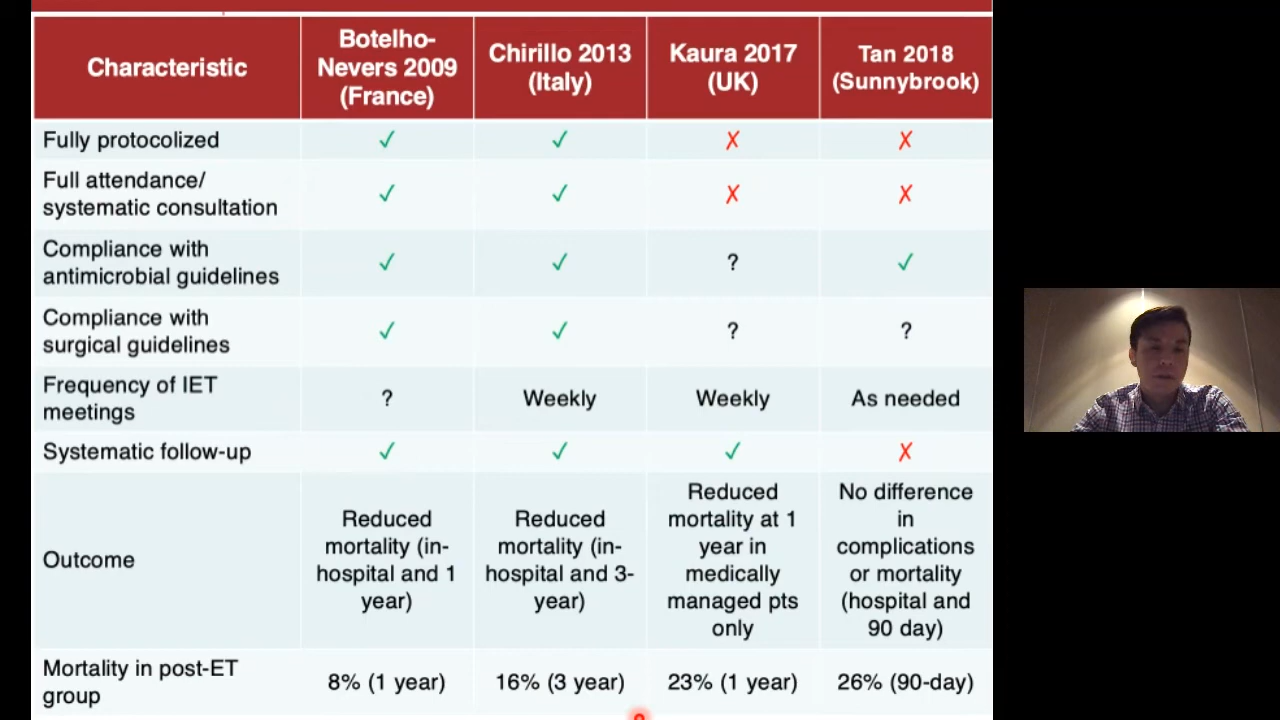 Characteristic
Botelho-
Nevers 2009
(France)
Chirillo 2013
(Italy)
Kaura 2017
(UK)
Tan 2018
(Sunnybrook)
Fully protocolized
✓
✓
✗
✗
Full attendance/
systematic consultation
✓
✓
✗
✗
Compliance with
antimicrobial guidelines
✓
✓
?
✓
Compliance with
surgical guidelines
✓
✓
?
?
Frequency of IET
meetings
?
Weekly
Weekly
As needed
Systematic follow-up
✓
✓
✓
✗
Outcome
Reduced
mortality (in-
hospital and 1
year)
Reduced
mortality (in-
hospital and 3-
year)
Reduced
mortality at 1
year in
medically
managed pts
only
No difference
in
complications
or mortality
(hospital and
90 day)
Mortality in post-ET
group
8% (1 year)
16% (3 year)
23% (1 year)
26% (90-day)